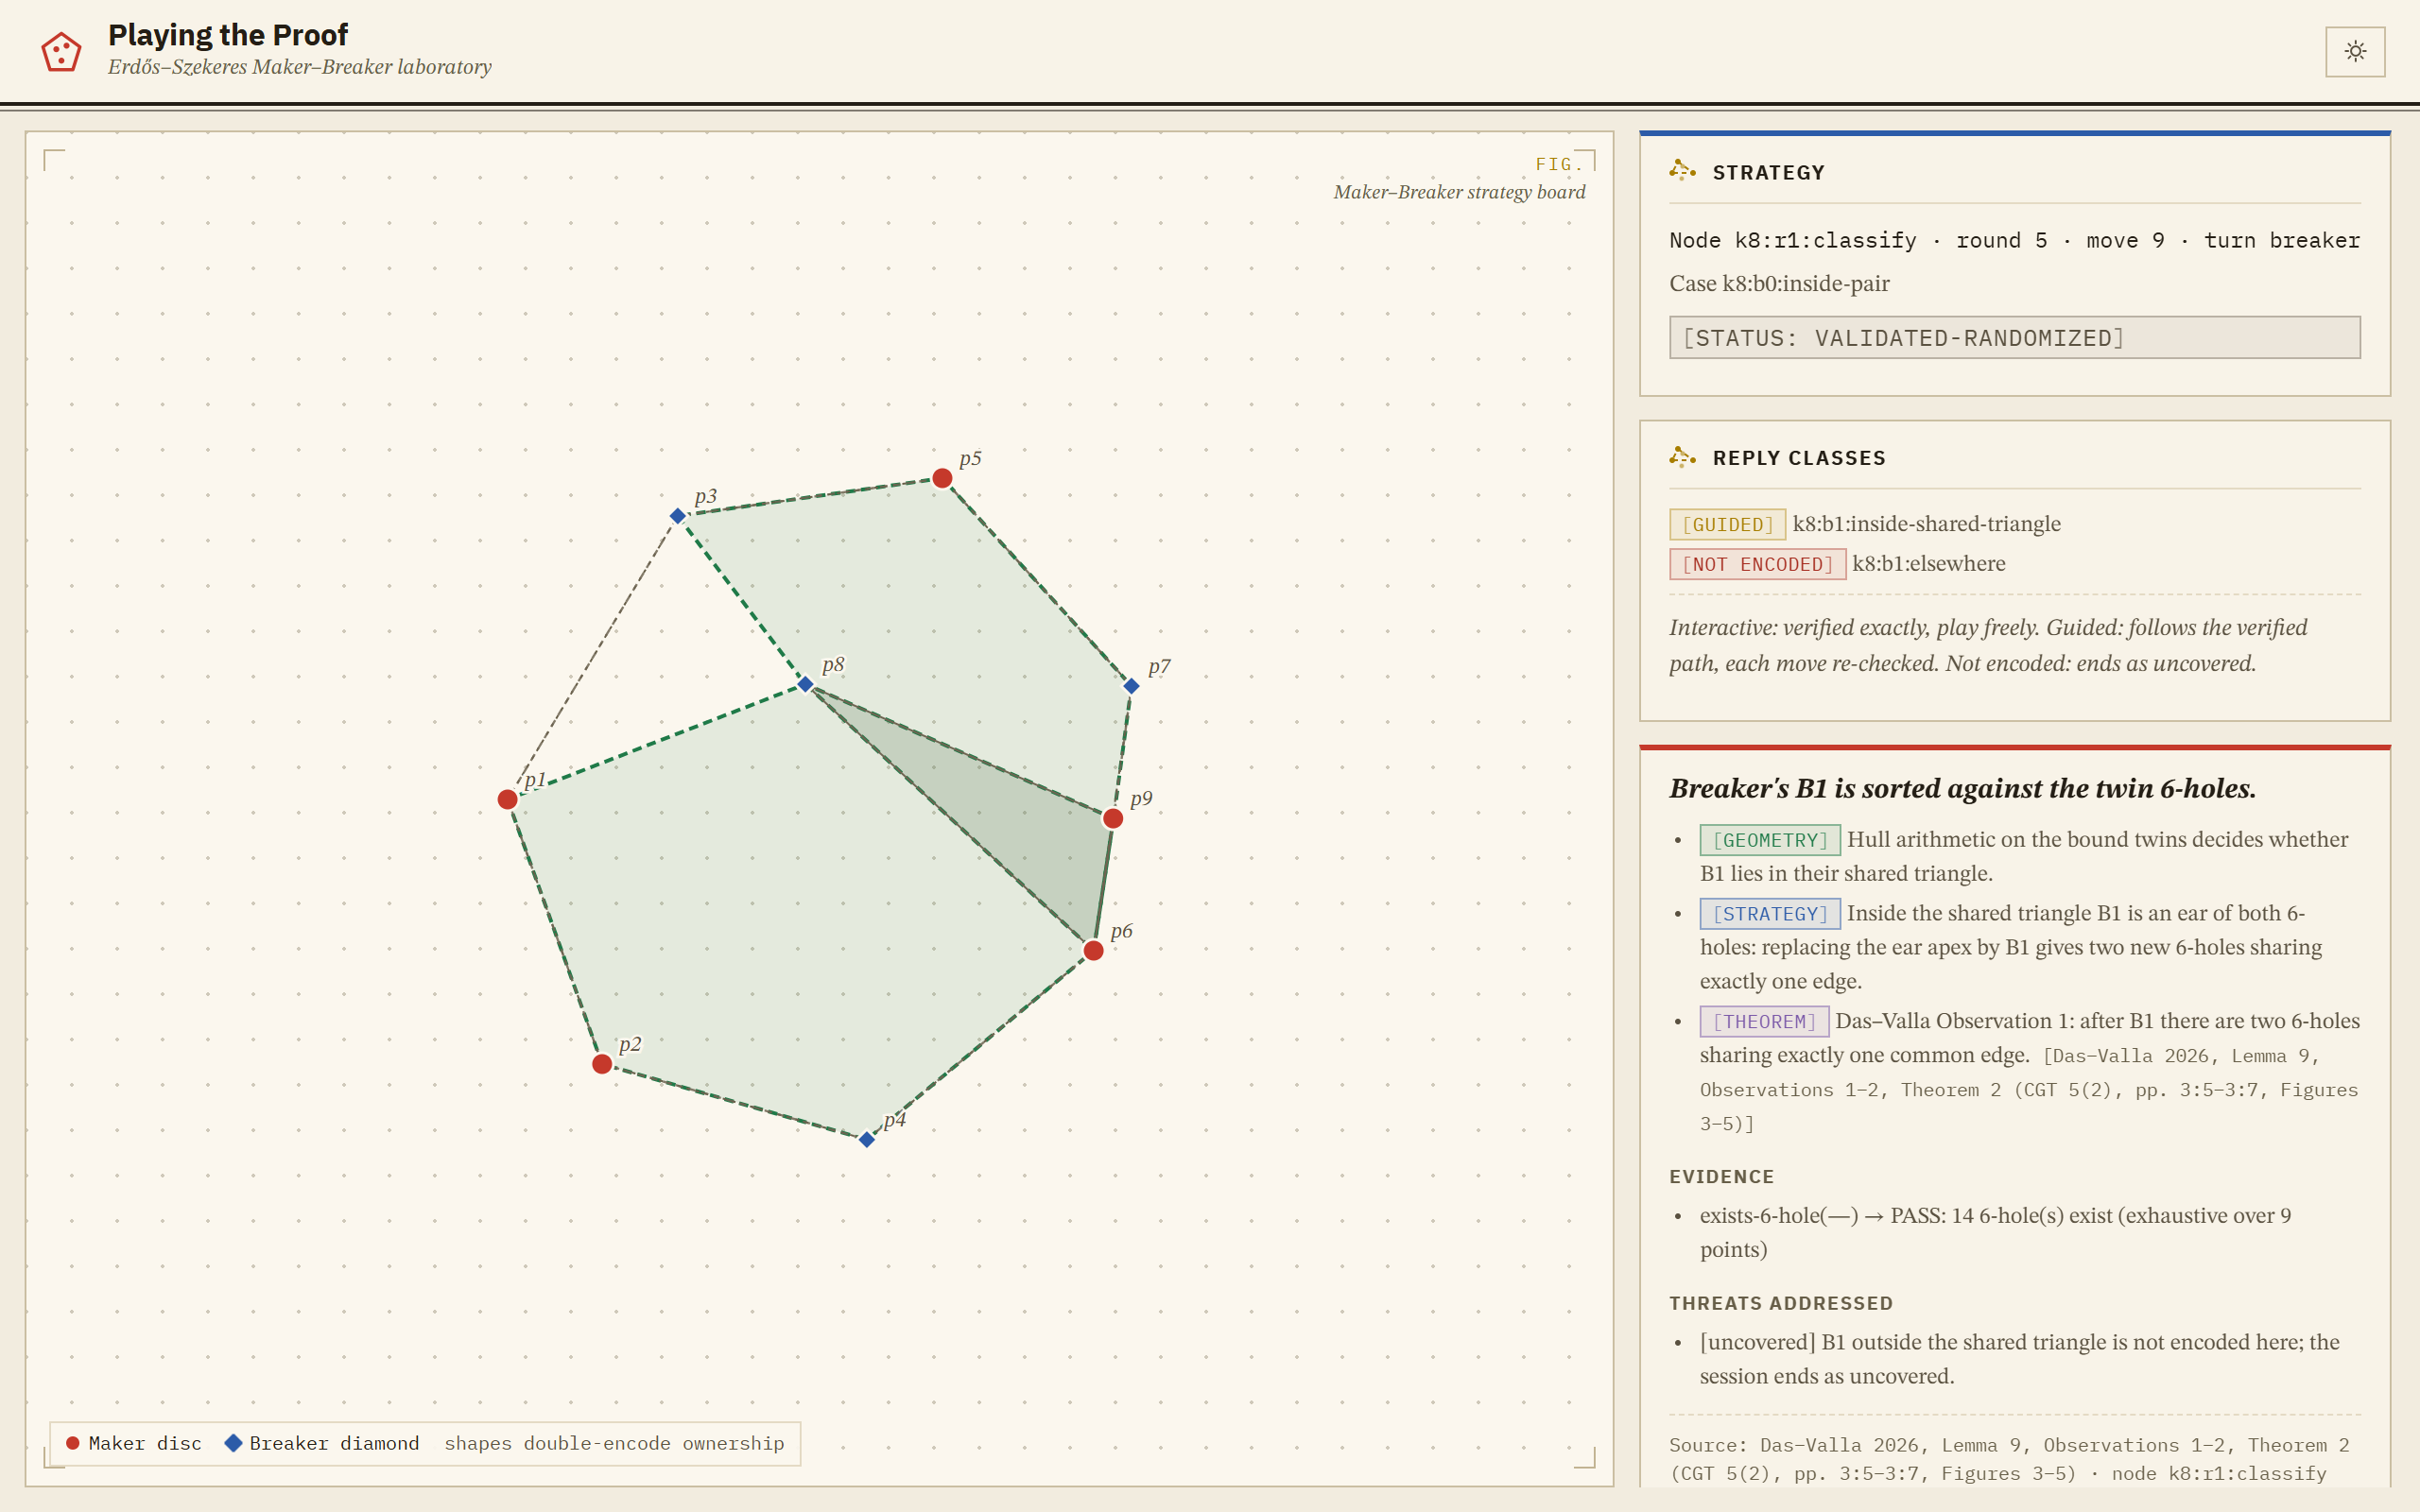 Playing the Proof
Erdős–Szekeres Maker–Breaker laboratory
FIG.
Maker–Breaker strategy board
p5
p3
p8
p7
p1
p9
p6
p2
p4
Maker disc
Breaker diamond
shapes double-encode ownership
STRATEGY
Node k8:r1:classify · round 5 · move 9 · turn breaker
Case k8:b0:inside-pair
[STATUS: VALIDATED-RANDOMIZED]
REPLY CLASSES
[GUIDED] k8:b1:inside-shared-triangle
[NOT ENCODED] k8:b1:elsewhere
Interactive: verified exactly, play freely. Guided: follows the verified
path, each move re-checked. Not encoded: ends as uncovered.
Breaker's B1 is sorted against the twin 6-holes.
• [GEOMETRY] Hull arithmetic on the bound twins decides whether
B1 lies in their shared triangle.
• [STRATEGY] Inside the shared triangle B1 is an ear of both 6-
holes: replacing the ear apex by B1 gives two new 6-holes sharing
exactly one edge.
• [THEOREM] Das–Valla Observation 1: after B1 there are two 6-holes
sharing exactly one common edge. [Das–Valla 2026, Lemma 9,
Observations 1–2, Theorem 2 (CGT 5(2), pp. 3:5–3:7, Figures
3–5)]
EVIDENCE
• exists-6-hole(—) → PASS: 14 6-hole(s) exist (exhaustive over 9
points)
THREATS ADDRESSED
• [uncovered] B1 outside the shared triangle is not encoded here; the
session ends as uncovered.
Source: Das–Valla 2026, Lemma 9, Observations 1–2, Theorem 2
(CGT 5(2), pp. 3:5–3:7, Figures 3–5) · node k8:r1:classify